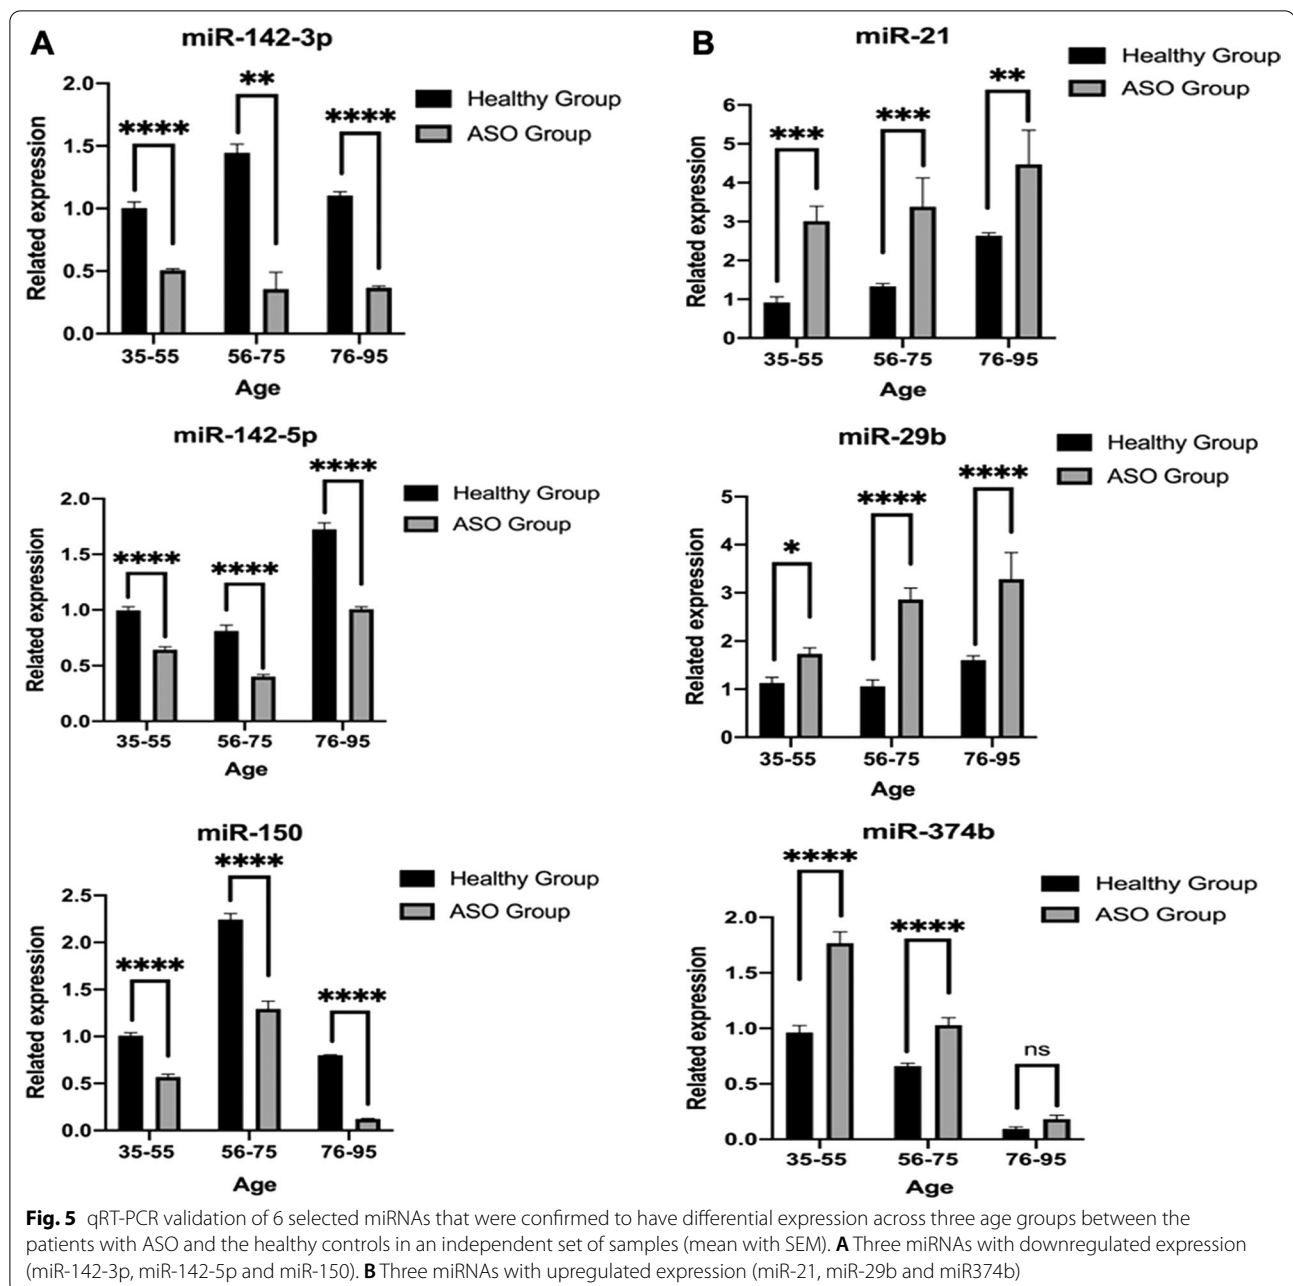 A
miR-142-3p
Healthy Group
ASO Group
Related expression
2.0
1.5
1.0
0.5
0.0
****
**
****
35-55
56-75
76-95
Age
miR-142-5p
Healthy Group
ASO Group
Related expression
2.0
1.5
1.0
0.5
0.0
****
****
****
35-55
56-75
76-95
Age
miR-150
Healthy Group
ASO Group
Related expression
2.5
2.0
1.5
1.0
0.5
0.0
****
****
****
35-55
56-75
76-95
Age
B
miR-21
Healthy Group
ASO Group
Related expression
6
5
4
3
2
1
0
***
***
**
35-55
56-75
76-95
Age
miR-29b
Healthy Group
ASO Group
Related expression
5
4
3
2
1
0
*
****
****
35-55
56-75
76-95
Age
miR-374b
Healthy Group
ASO Group
Related expression
2.0
1.5
1.0
0.5
0.0
****
****
ns
35-55
56-75
76-95
Age
Fig. 5 qRT-PCR validation of 6 selected miRNAs that were confirmed to have differential expression across three age groups between the
patients with ASO and the healthy controls in an independent set of samples (mean with SEM). A Three miRNAs with downregulated expression
(miR-142-3p, miR-142-5p and miR-150). B Three miRNAs with upregulated expression (miR-21, miR-29b and miR374b)